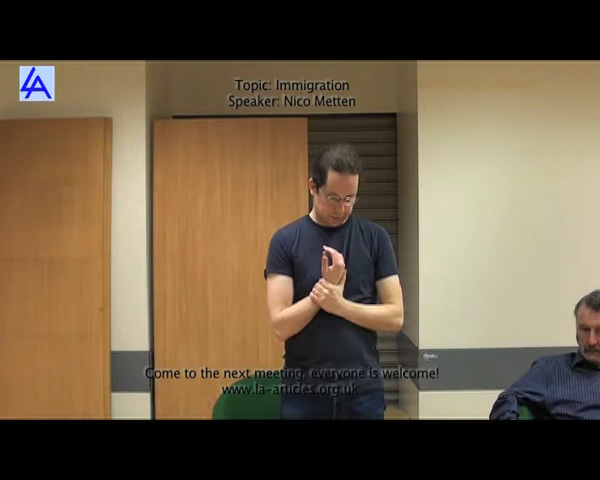 LA
Topic: Immigration
Speaker: Nico Metten
Come to the next meeting, everyone is welcome!
www.la-articles.org.uk